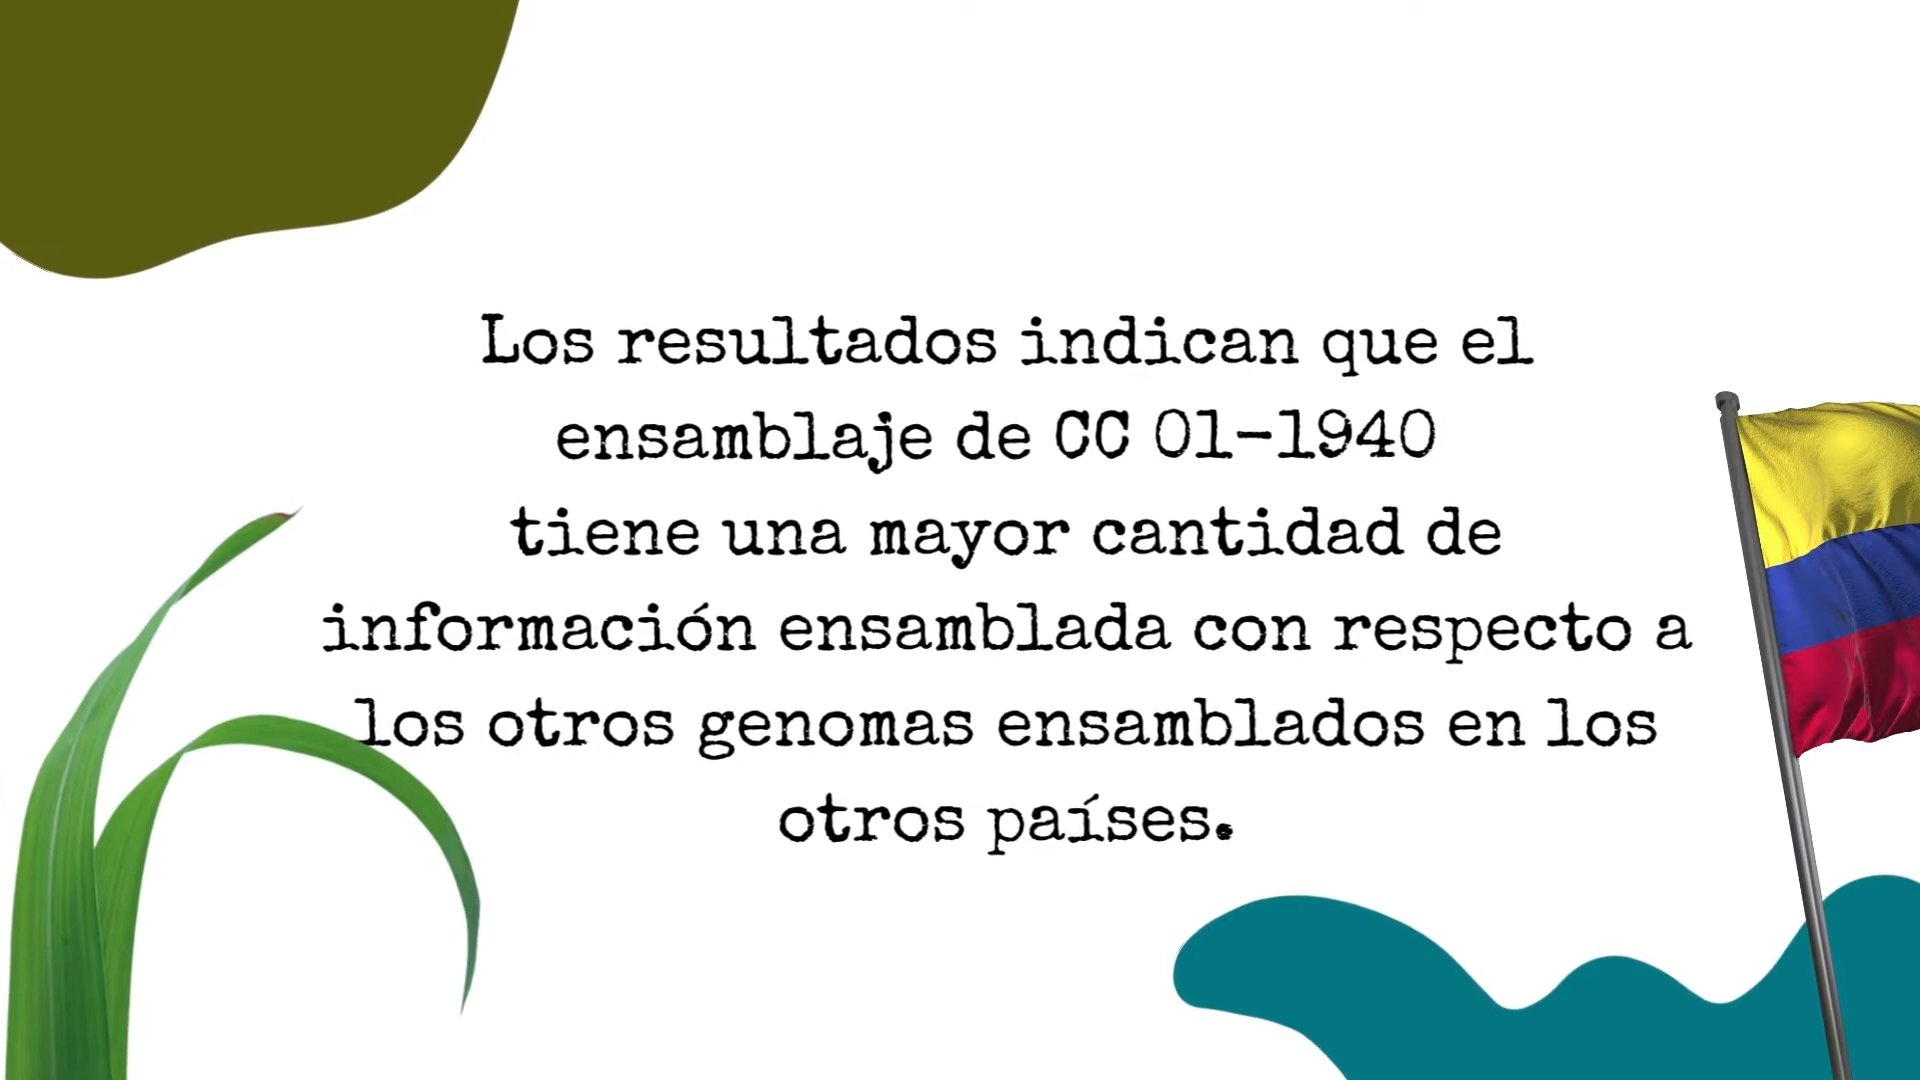 Los resultados indican que el
ensamblaje de CC 01-1940
tiene una mayor cantidad de
información ensamblada con respecto a
los otros genomas ensamblados en los
otros países.